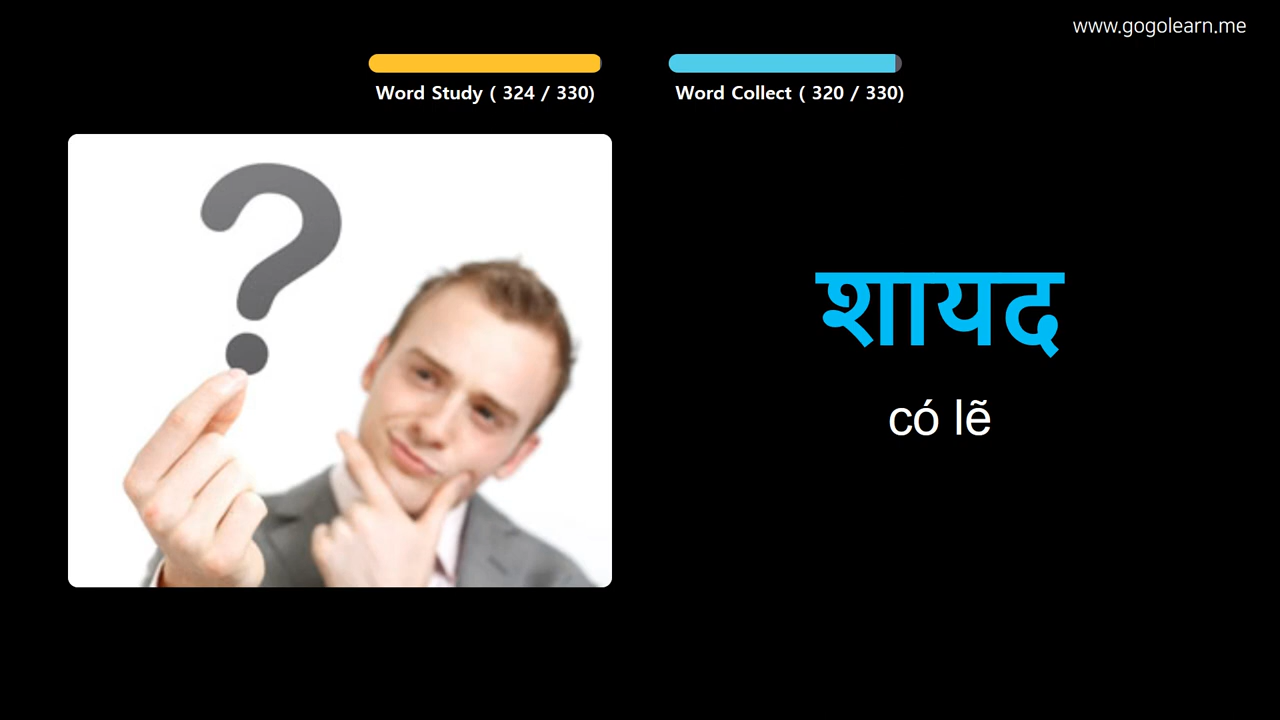 www.gogolearn.me
Word Study ( 324 / 330)
Word Collect ( 320 / 330)
?
शायद
có lẽ